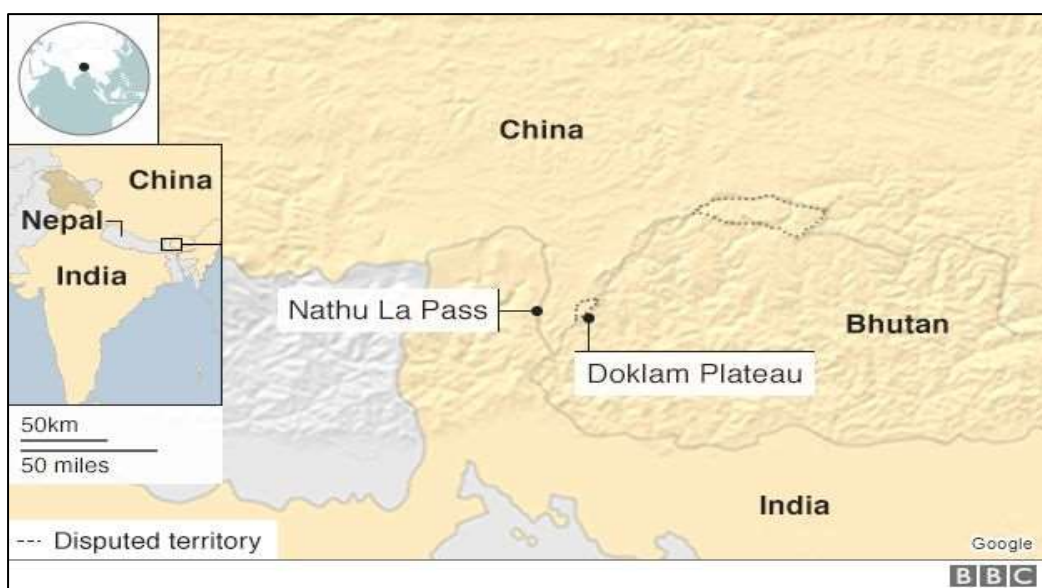 China
Nepal
India
50km
50 miles
--- Disputed territory
China
Nathu La Pass
Doklam Plateau
Bhutan
India
Google
BBC